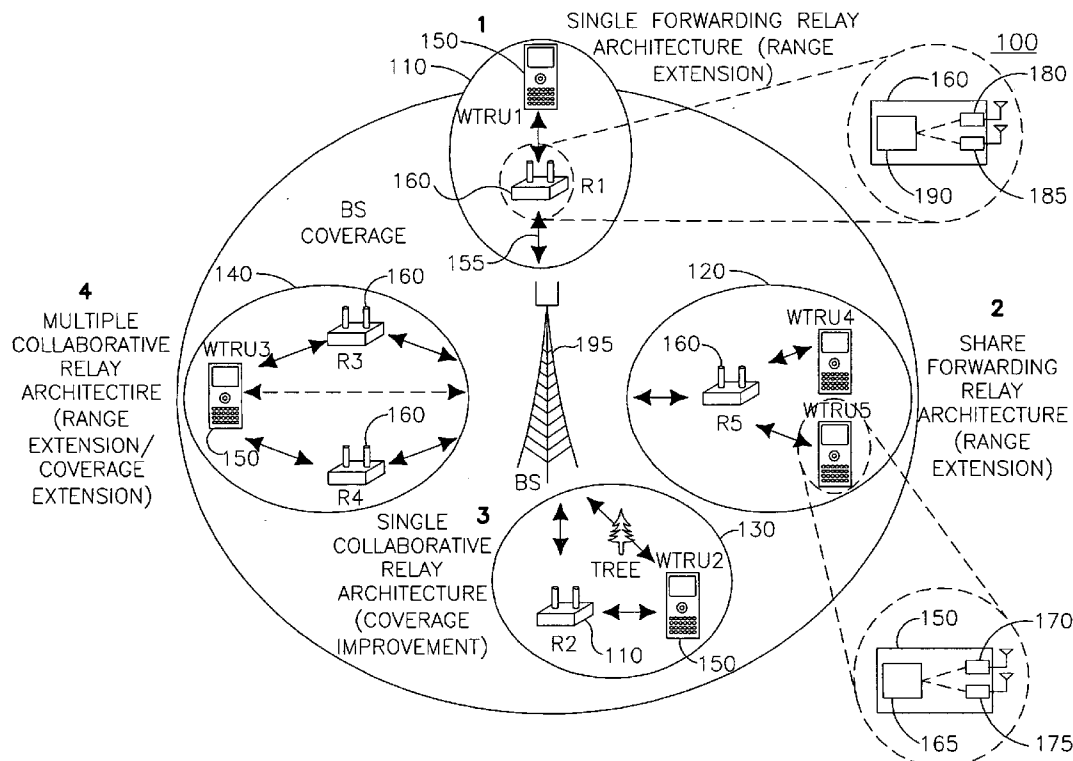 1
SINGLE FORWARDING RELAY
ARCHITECTURE (RANGE
EXTENSION)
100
150
110
WTRU1
160
R1
155
160
180
190
185
BS
COVERAGE
4
MULTIPLE
COLLABORATIVE
RELAY
ARCHITECTIRE
(RANGE
EXTENSION/
COVERAGE
EXTENSION)
140
160
WTRU3
R3
150
160
R4
195
BS
120
WTRU4
160
R5
WTRU5
2
SHARE
FORWARDING
RELAY
ARCHITECTURE
(RANGE
EXTENSION)
3
SINGLE
COLLABORATIVE
RELAY
ARCHITECTURE
(COVERAGE
IMPROVEMENT)
130
TREE
WTRU2
R2
110
150
150
170
165
175